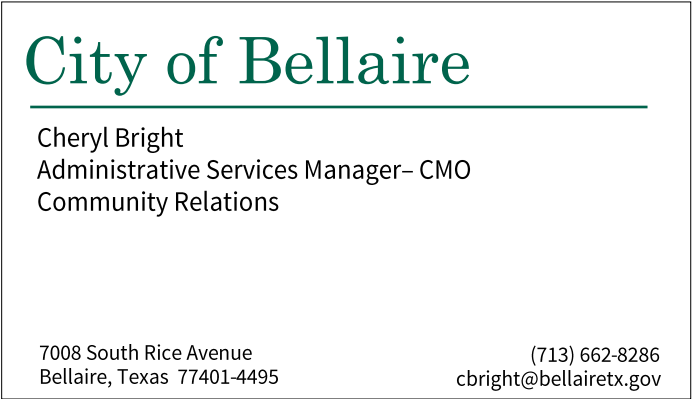 City of Bellaire
Cheryl Bright
Administrative Services Manager– CMO
Community Relations
7008 South Rice Avenue
Bellaire, Texas  77401-4495
(713) 662-8286
cbright@bellairetx.gov